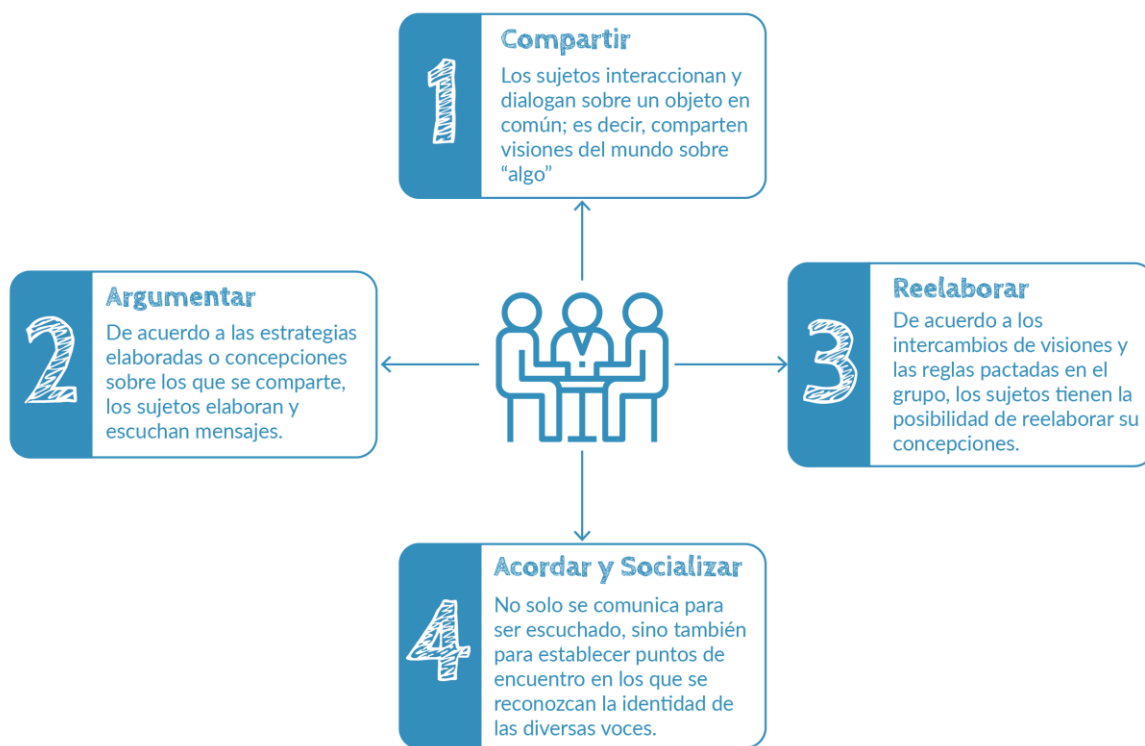 1
Compartir
Los sujetos interaccionan y
dialogan sobre un objeto en
común; es decir, comparten
visiones del mundo sobre
“algo”
2
Argumentar
De acuerdo a las estrategias
elaboradas o concepciones
sobre los que se comparte,
los sujetos elaboran y
escuchan mensajes.
3
Reelaborar
De acuerdo a los
intercambios de visiones y
las reglas pactadas en el
grupo, los sujetos tienen la
posibilidad de reelaborar su
concepciones.
4
Acordar y Socializar
No solo se comunica para
ser escuchado, sino también
para establecer puntos de
encuentro en los que se
reconozcan la identidad de
las diversas voces.